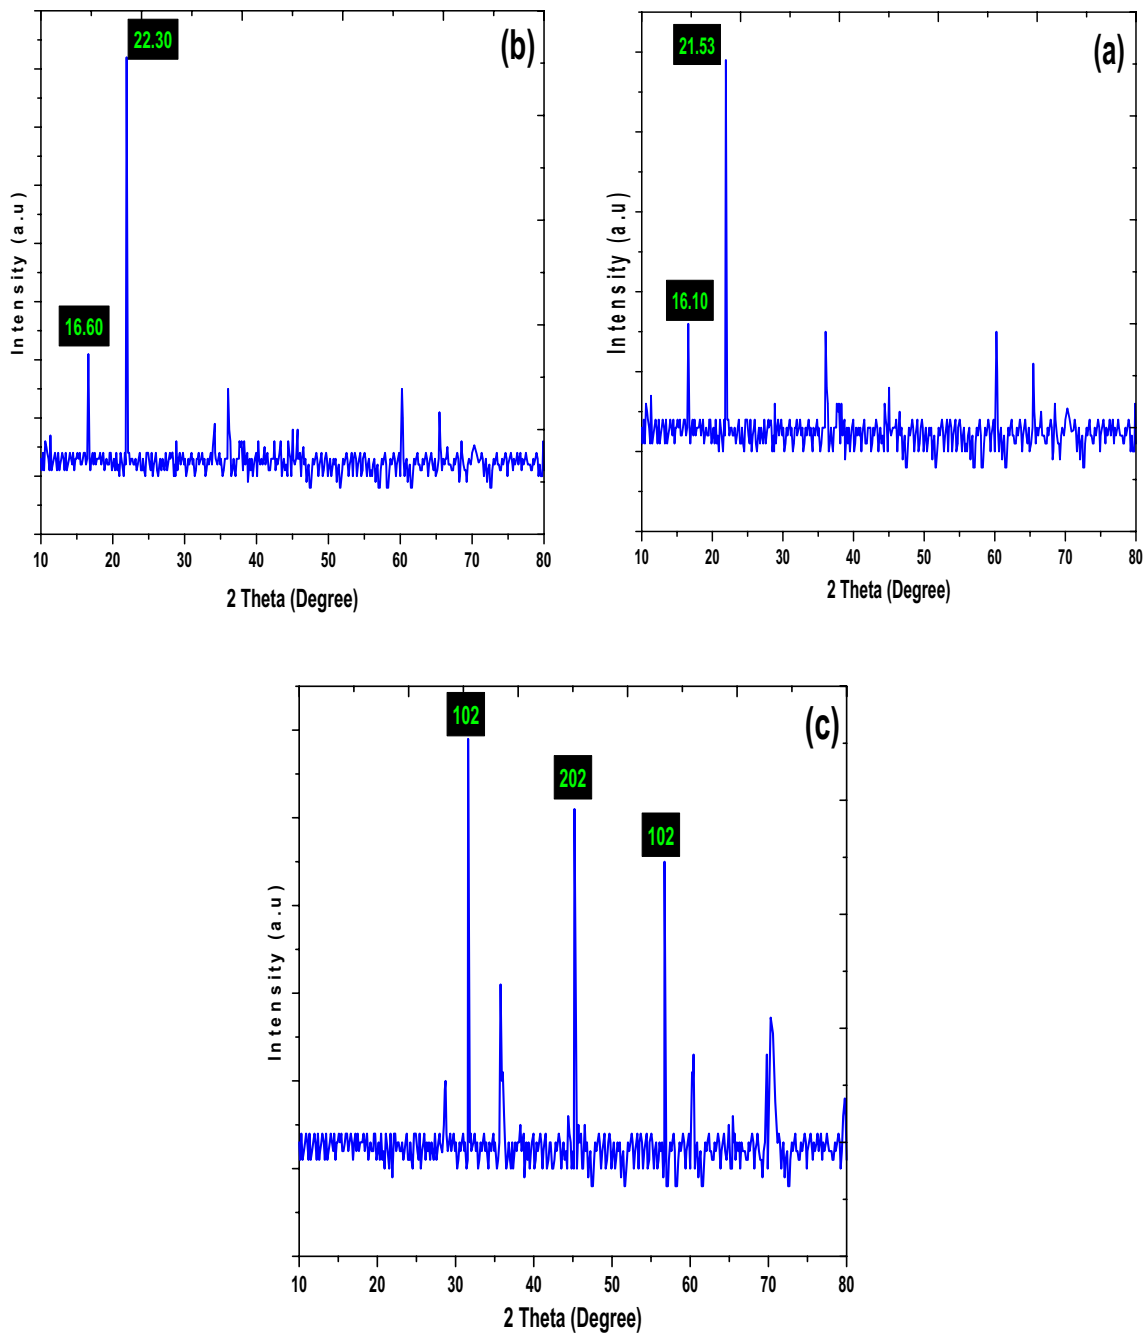 (b)
22.30
16.60
Intensity (a.u)
10 20 30 40 50 60 70 80
2 Theta (Degree)
(a)
21.53
16.10
Intensity (a.u)
10 20 30 40 50 60 70 80
2 Theta (Degree)
(c)
102
202
102
Intensity (a.u)
10 20 30 40 50 60 70 80
2 Theta (Degree)